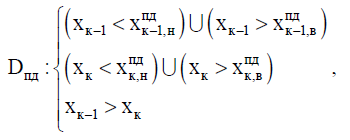 D_пд : { (x_{к−1} < x^{пд}_{к−1,н}) ⋃ (x_{к−1} > x^{пд}_{к−1,в})
(x_к < x^{пд}_{к,н}) ⋃ (x_к > x^{пд}_{к,в}) ,
x_{к−1} > x_к